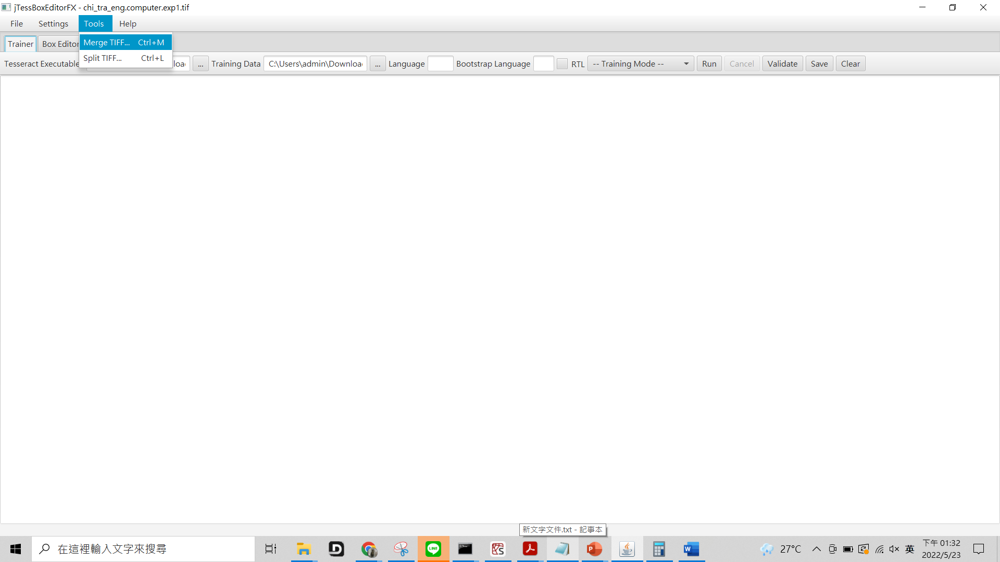 jTessBoxEditorFX - chi_tra_eng.computer.exp1.tif
File Settings Tools Help
Trainer Box Editor
Merge TIFF... Ctrl+M
Split TIFF... Ctrl+L
Tesseract Executable ... Training Data C:\Users\admin\Downloa ... Language Bootstrap Language RTL -- Training Mode -- Run Cancel Validate Save Clear
新文字文件.txt - 記事本
在這裡輸入文字來搜尋
D
LINE
P
W
27°C
英
下午 01:32
2022/5/23